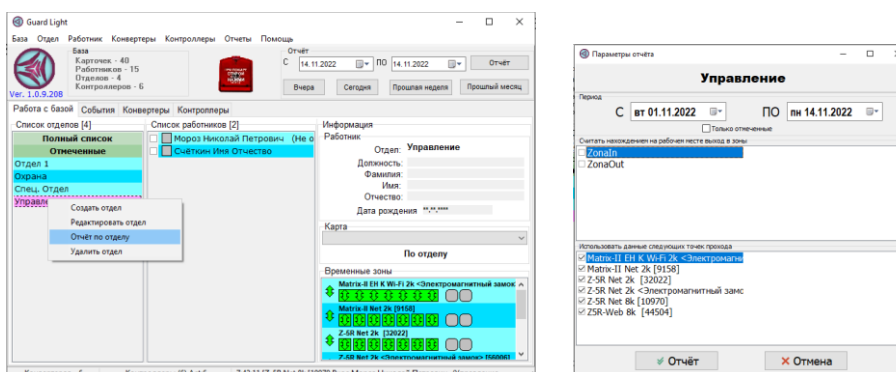 Guard Light
База Отдел Работник Конвертеры Контроллеры Отчеты Помощь
База
Карточек - 40
Работников - 15
Отделов - 4
Контроллеров - 6
Ver. 1.0.9.208
Отчёт
С 14.11.2022 ПО 14.11.2022 Отчёт
Вчера Сегодня Прошлая неделя Прошлый месяц
Работа с базой События Конвертеры Контроллеры
Список отделов [4]
Полный список
Отмеченные
Отдел 1
Охрана
Спец. Отдел
Создать отдел
Редактировать отдел
Отчёт по отделу
Удалить отдел
Список работников [2]
Мороз Николай Петрович (Не о
Счёткин Имя Отчество
Информация
Работник
Отдел: Управление
Должность:
Фамилия:
Имя:
Отчество:
Дата рождения **.**.****
Карта
По отделу
Временные зоны
Matrix-II EH K Wi-Fi 2k <Электромагнитный замок
Matrix-II Net 2k [9158]
Z-5R Net 2k [32022]
Z-5R Net 2k <Электромагнитный замок>
Параметры отчёта
Управление
Период
С вт 01.11.2022 ПО пн 14.11.2022
Только отмеченные
Считать нахождением на рабочем месте выход в зоны
ZonaIn
ZonaOut
Использовать данные следующих точек прохода
Matrix-II EH K Wi-Fi 2k <Электромагни
Matrix-II Net 2k [9158]
Z-5R Net 2k [32022]
Z-5R Net 2k <Электромагнитный замс
Z-5R Net 8k [10970]
Z5R-Web 8k [44504]
Отчёт Отмена